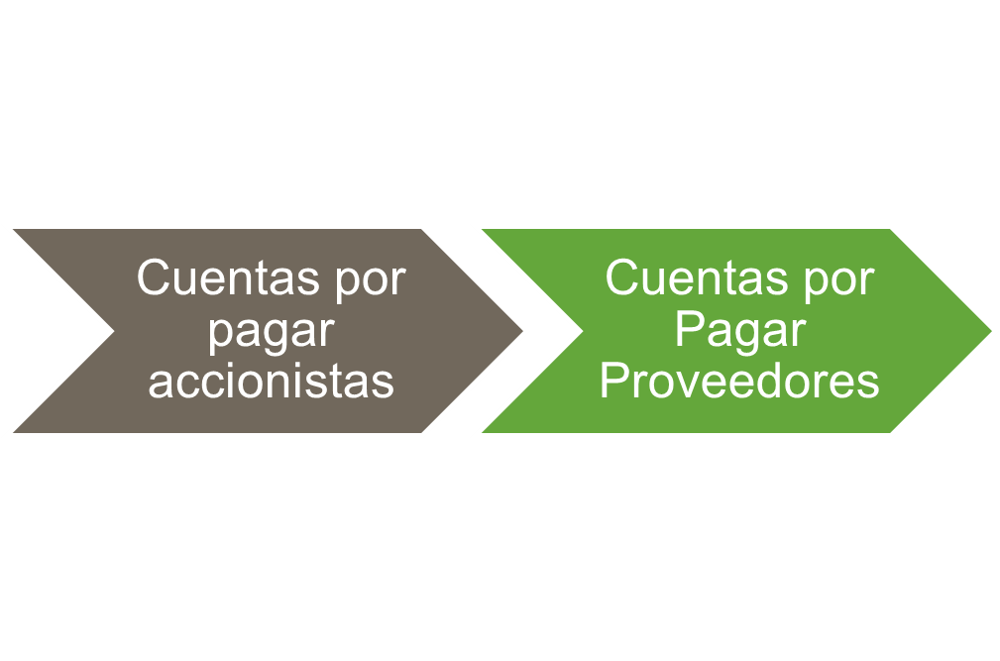 Cuentas por
pagar
accionistas
Cuentas por
Pagar
Proveedores